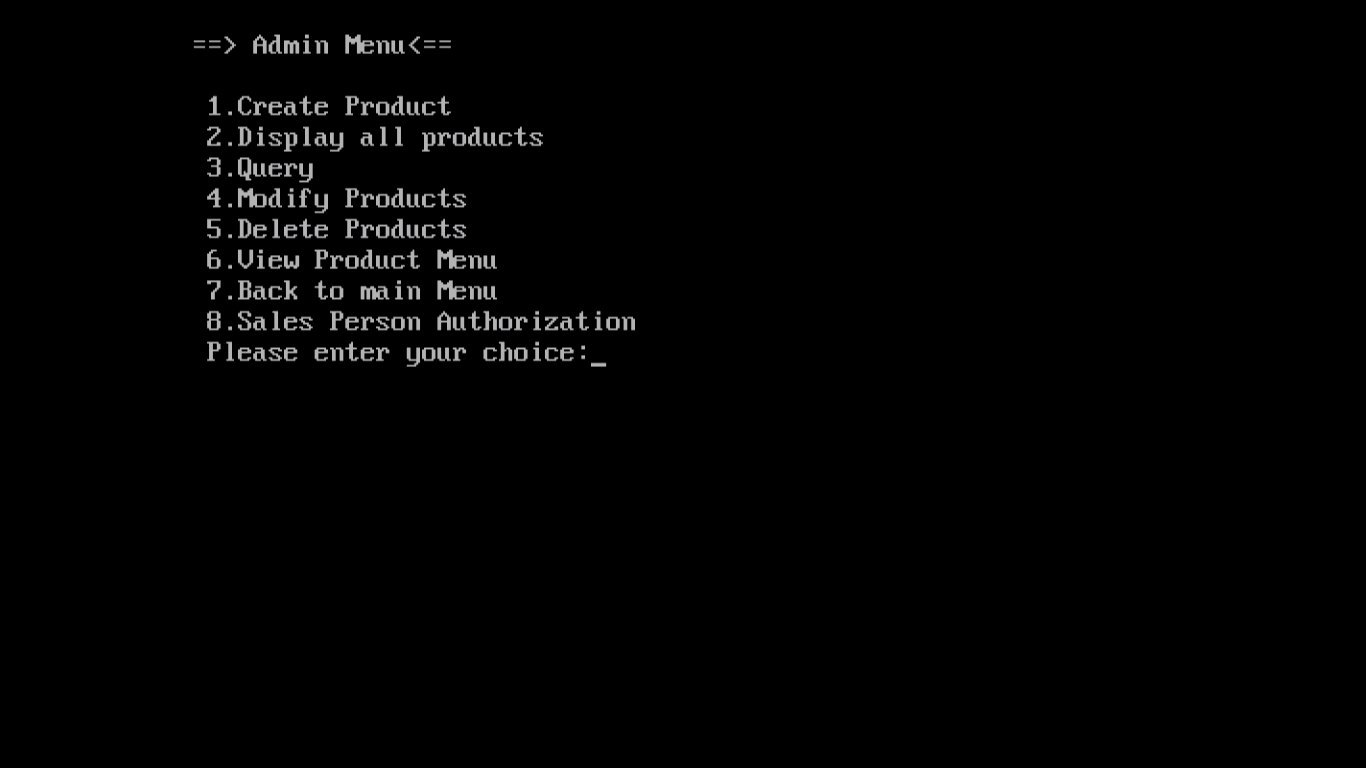 ==> Admin Menu<==
1.Create Product
2.Display all products
3.Query
4.Modify Products
5.Delete Products
6.View Product Menu
7.Back to main Menu
8.Sales Person Authorization
Please enter your choice:_